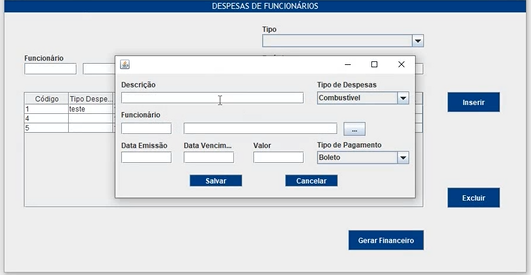 DESPESAS DE FUNCIONÁRIOS
Tipo
Funcionário
Descrição
Tipo de Despesas
Combustível
Funcionário
...
Data Emissão
Data Vencim...
Valor
Tipo de Pagamento
Boleto
Salvar
Cancelar
Código
Tipo Despe...
1
teste
4
5
Inserir
Excluir
Gerar Financeiro